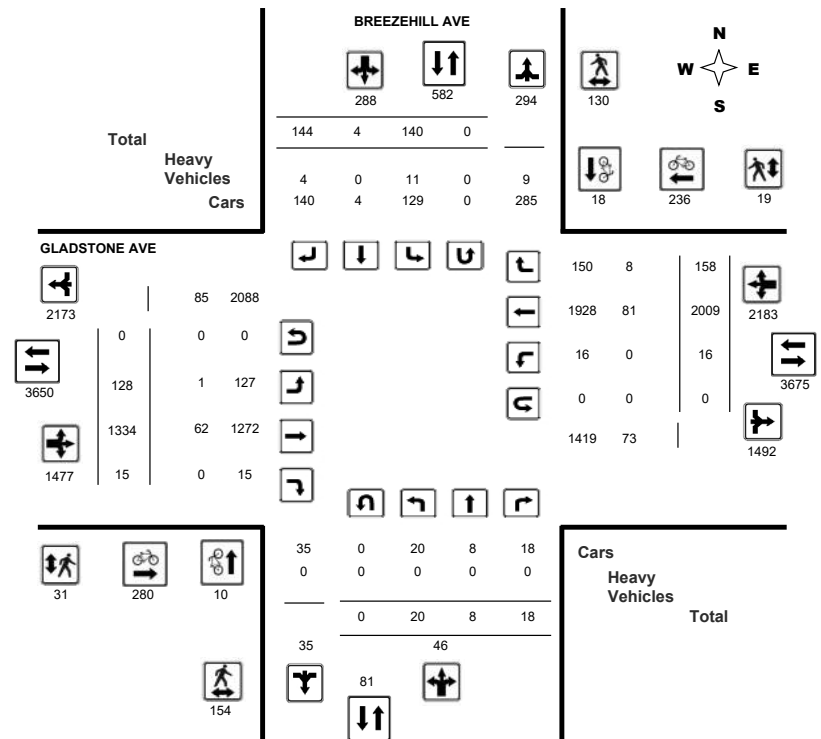 BREEZEHILL AVE
N
W E
S
288 582 294 130
144 4 140 0
Total
Heavy
Vehicles
4 0 11 0 9
Cars
140 4 129 0 285
18 236 19
GLADSTONE AVE
2173
85 2088
150 8 158
2183
0 0 0
1928 81 2009
3650
128 1 127
16 0 16
3675
0 0 0
1334 62 1272
1419 73
1492
1477
15 0 15
31 280 10
35 0 20 8 18
0 0 0 0 0
Cars
Heavy
Vehicles
0 20 8 18
Total
35 46
81
154